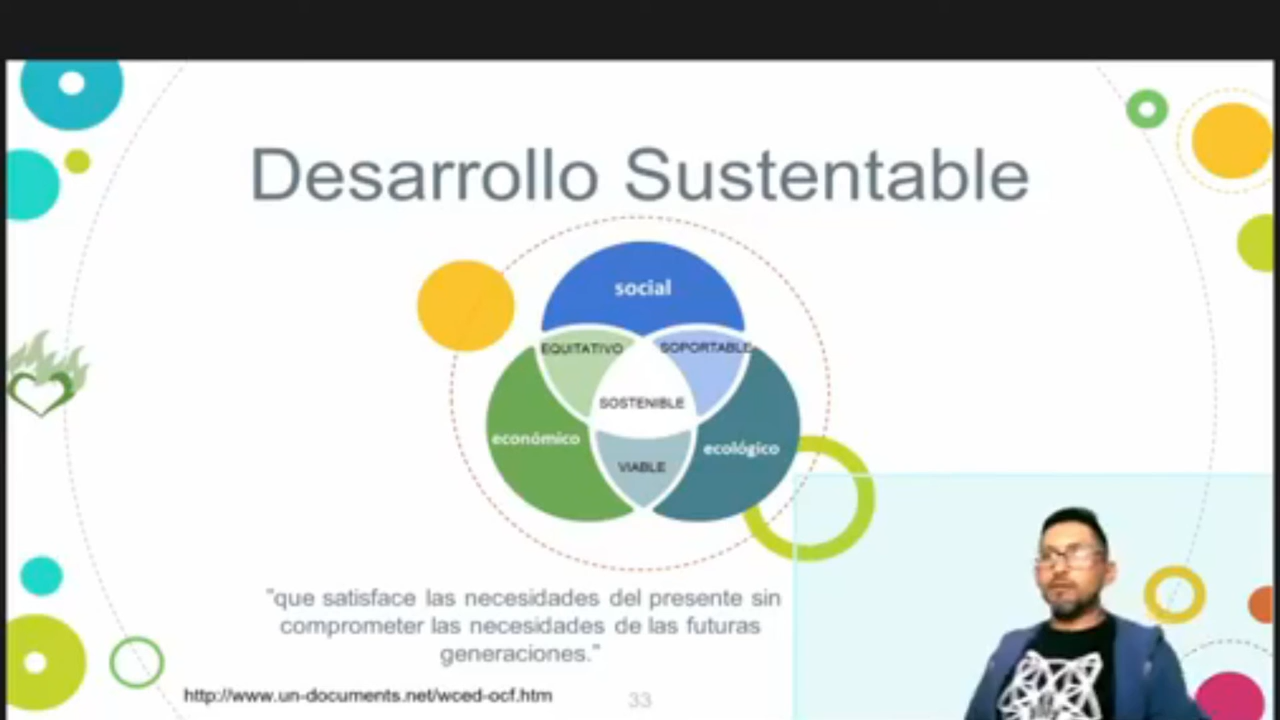 Desarrollo Sustentable
social
EQUITATIVO
SOPORTABLE
SOSTENIBLE
económico
ecológico
VIABLE
"que satisface las necesidades del presente sin
comprometer las necesidades de las futuras
generaciones."
http://www.un-documents.net/wced-ocf.htm
33